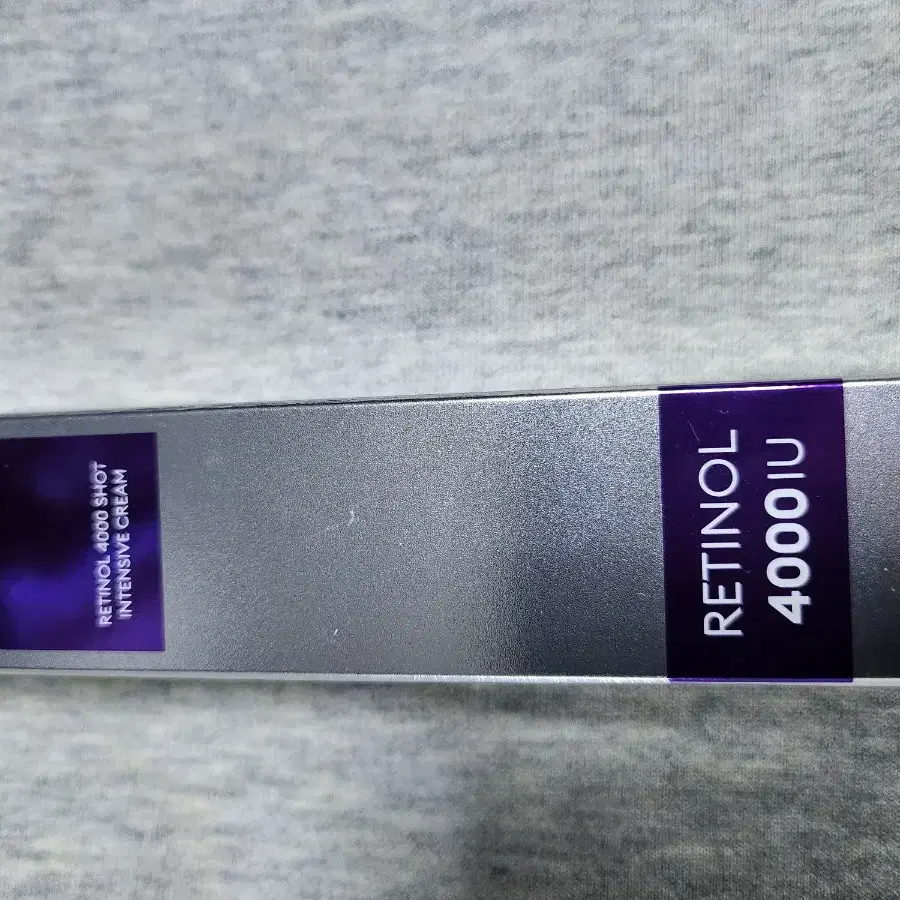 RETINOL 4000 SHOT
INTENSIVE CREAM
RETINOL
4000IU